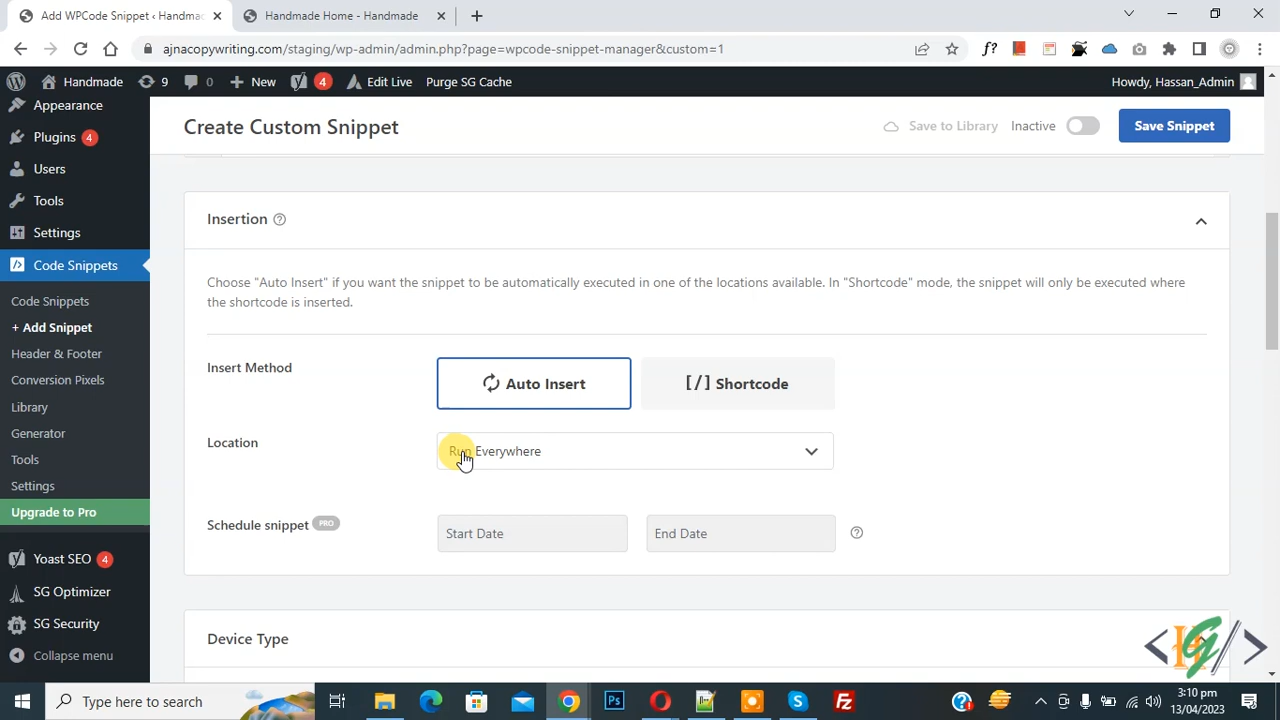 Add WPCode Snippet ‹ Handmac
Handmade Home - Handmade
ajnacopywriting.com/staging/wp-admin/admin.php?page=wpcode-snippet-manager&custom=1
f?
Handmade
9
0
New
4
Edit Live
Purge SG Cache
Howdy, Hassan_Admin
Appearance
Plugins 4
Users
Tools
Settings
Code Snippets
Code Snippets
+ Add Snippet
Header & Footer
Conversion Pixels
Library
Generator
Tools
Settings
Upgrade to Pro
Yoast SEO 4
SG Optimizer
SG Security
Collapse menu
Create Custom Snippet
Save to Library
Inactive
Save Snippet
Insertion
Choose "Auto Insert" if you want the snippet to be automatically executed in one of the locations available. In "Shortcode" mode, the snippet will only be executed where
the shortcode is inserted.
Insert Method
Auto Insert
[/] Shortcode
Location
Run Everywhere
Schedule snippet PRO
Start Date
End Date
Device Type
Type here to search
Ps
3:10 pm
13/04/2023